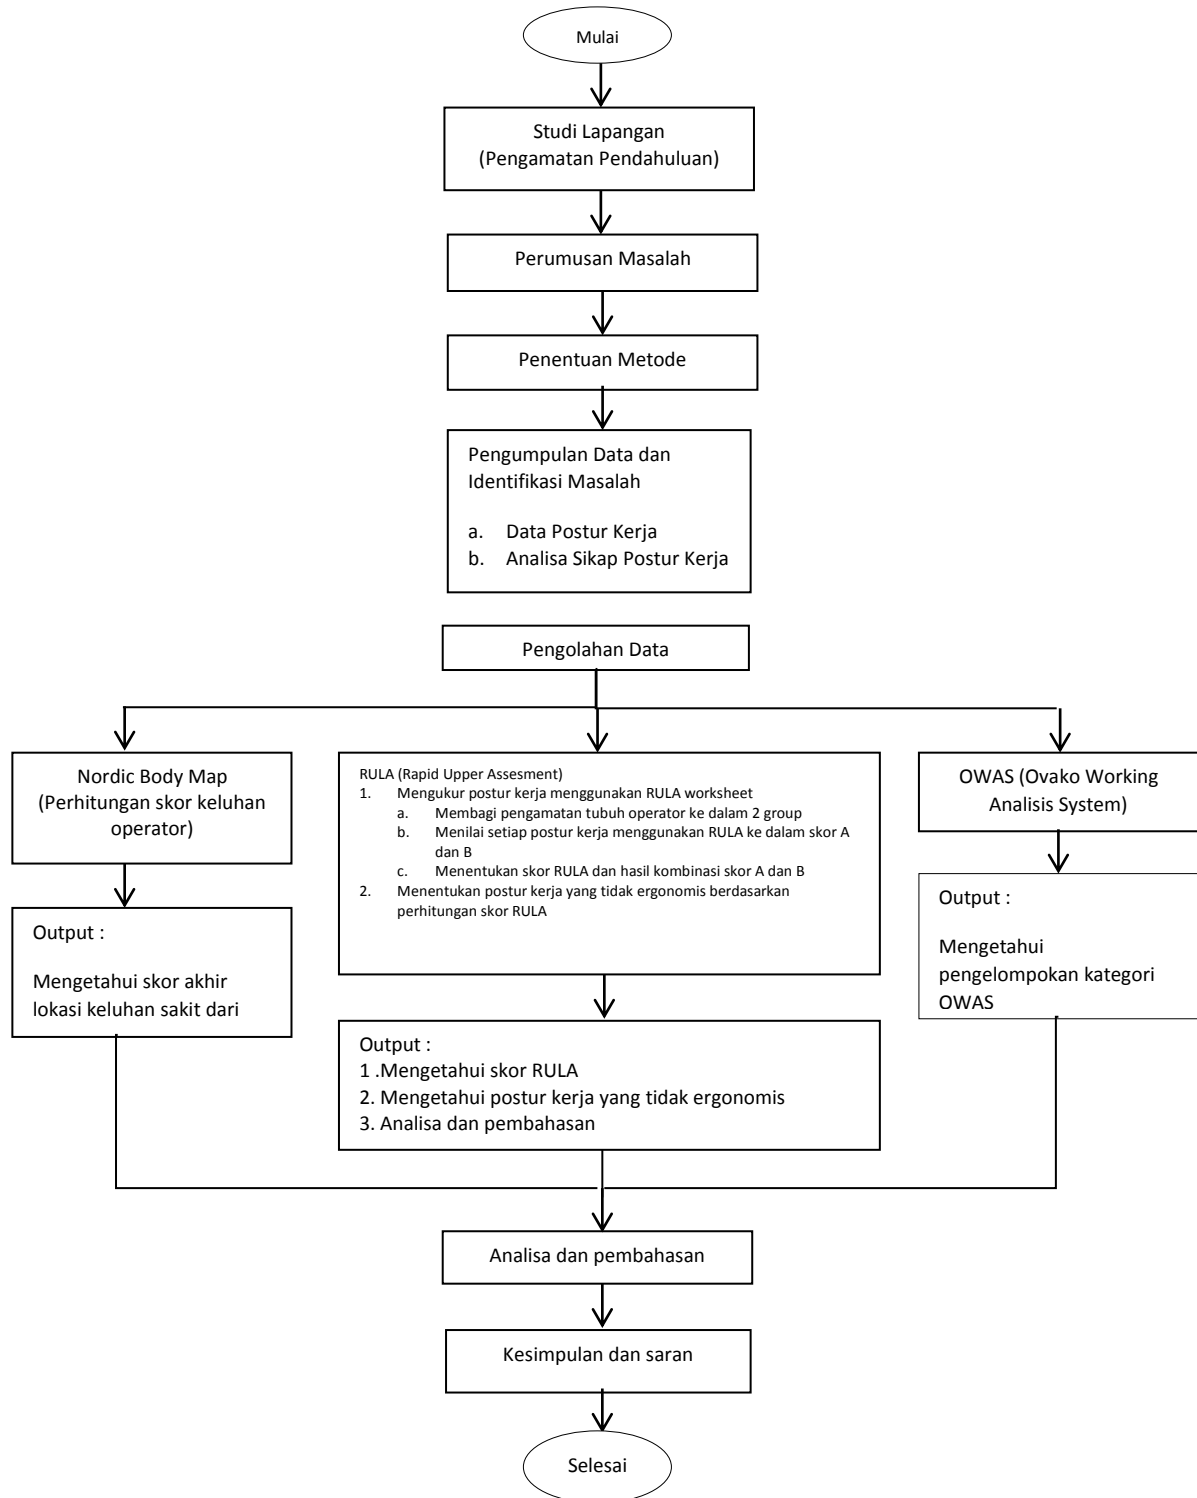 Mulai
Studi Lapangan
(Pengamatan Pendahuluan)
Perumusan Masalah
Penentuan Metode
Pengumpulan Data dan
Identifikasi Masalah
a. Data Postur Kerja
b. Analisa Sikap Postur Kerja
Pengolahan Data
Nordic Body Map
(Perhitungan skor keluhan
operator)
RULA (Rapid Upper Assesment)
1. Mengukur postur kerja menggunakan RULA worksheet
a. Membagi pengamatan tubuh operator ke dalam 2 group
b. Menilai setiap postur kerja menggunakan RULA ke dalam skor A
dan B
c. Menentukan skor RULA dan hasil kombinasi skor A dan B
2. Menentukan postur kerja yang tidak ergonomis berdasarkan
perhitungan skor RULA
OWAS (Ovako Working
Analisis System)
Output :
Mengetahui skor akhir
lokasi keluhan sakit dari
Output :
1 .Mengetahui skor RULA
2. Mengetahui postur kerja yang tidak ergonomis
3. Analisa dan pembahasan
Output :
Mengetahui
pengelompokan kategori
OWAS
Analisa dan pembahasan
Kesimpulan dan saran
Selesai